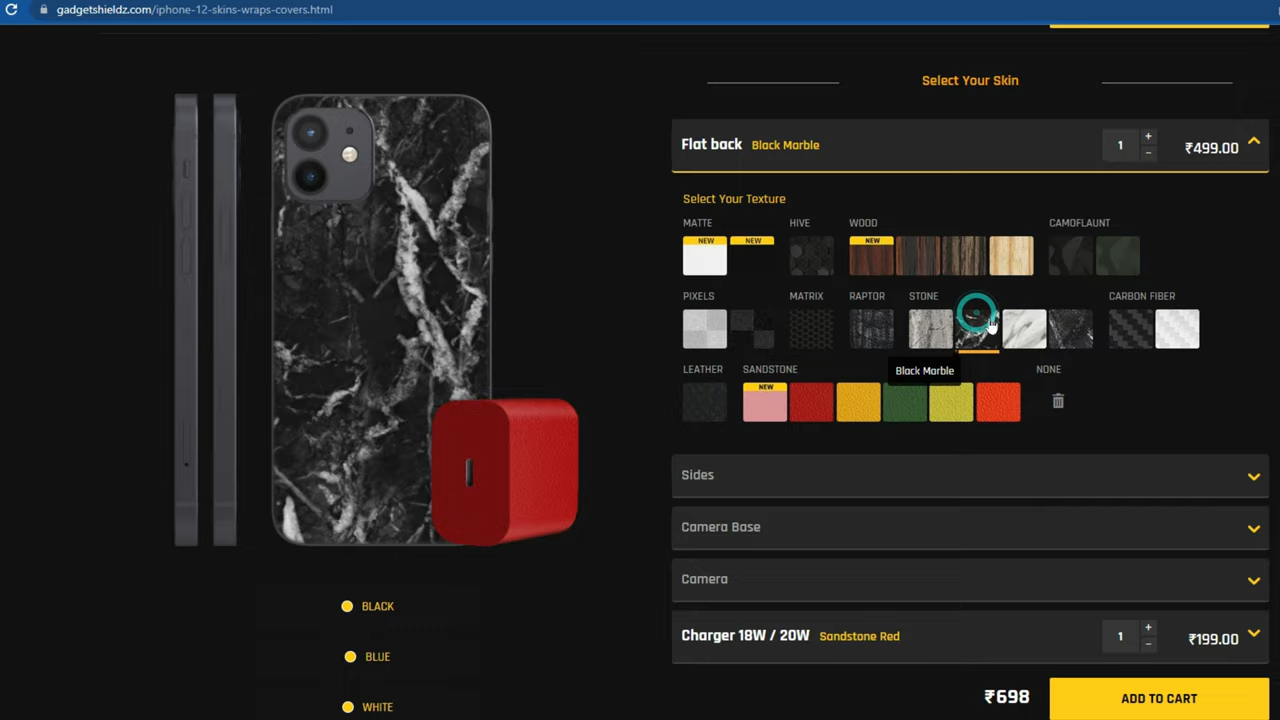 gadgetshieldz.com/iphone-12-skins-wraps-covers.html
Select Your Skin
Flat back Black Marble 1 + - ₹499.00
Select Your Texture
MATTE HIVE WOOD CAMOFLAUNT
NEW NEW NEW
PIXELS MATRIX RAPTOR STONE CARBON FIBER
Black Marble
LEATHER SANDSTONE NONE
NEW
Sides
Camera Base
Camera
Charger 18W / 20W Sandstone Red 1 + - ₹199.00
₹698 ADD TO CART
BLACK
BLUE
WHITE